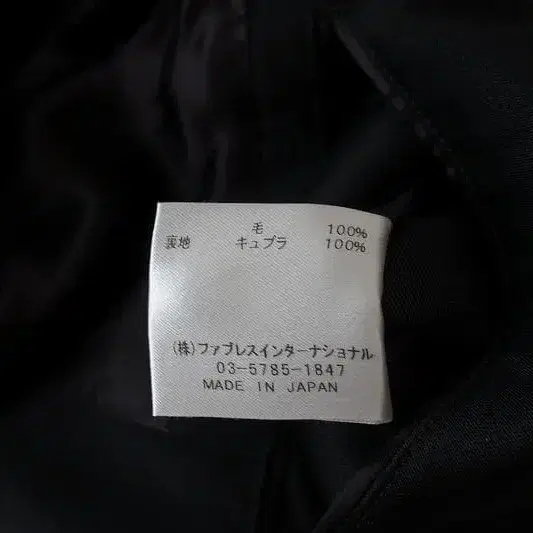 毛 100%
裏地 キュプラ 100%
(株)ファブレスインターナショナル
03-5785-1847
MADE IN JAPAN